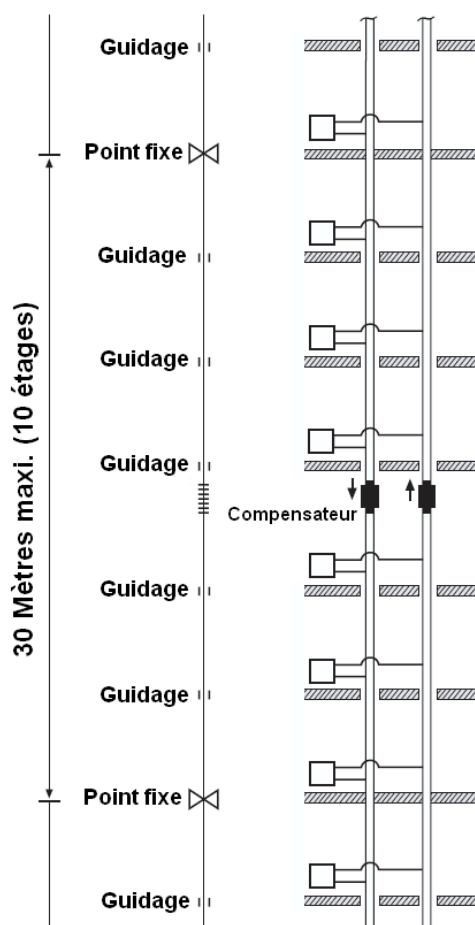 Guidage
Point fixe
Guidage
Guidage
30 Mètres maxi. (10 étages)
Guidage
Compensateur
Guidage
Guidage
Point fixe
Guidage